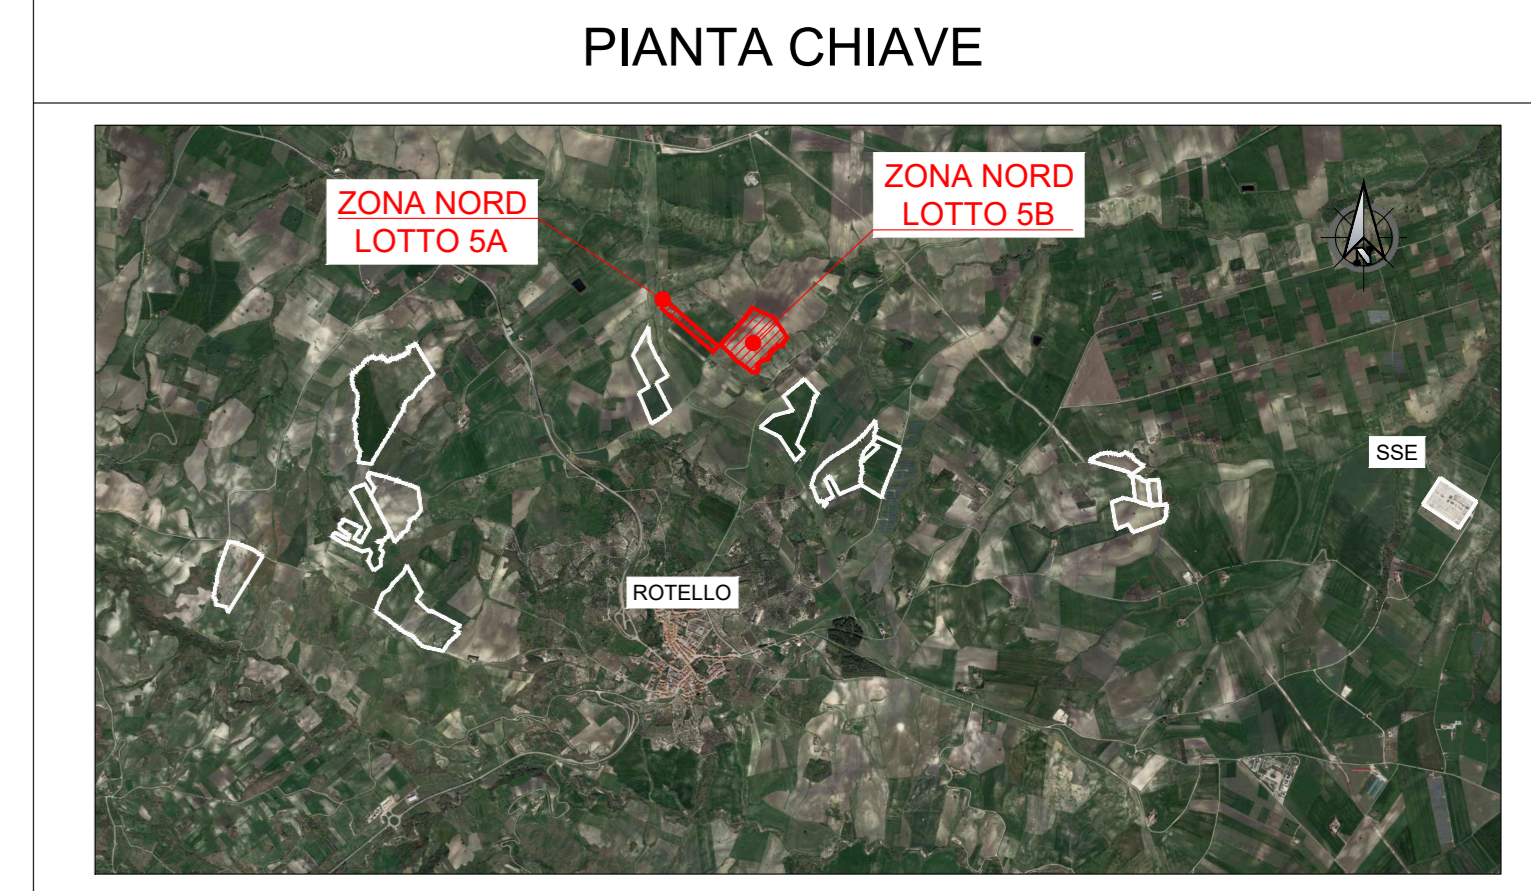 PIANTA CHIAVE
ZONA NORD
LOTTO 5A
ZONA NORD
LOTTO 5B
SSE
ROTELLO